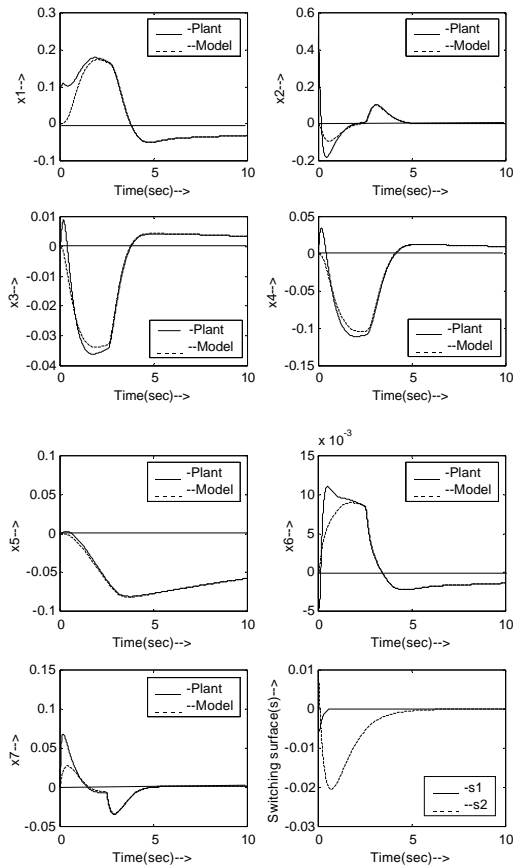 0.3
0.2
0.1
0
-0.1
x1-->
0
5
10
Time(sec)-->
-Plant
--Model
0.6
0.4
0.2
0
-0.2
x2-->
0
5
10
Time(sec)-->
-Plant
--Model
0.01
0
-0.01
-0.02
-0.03
-0.04
x3-->
0
5
10
Time(sec)-->
-Plant
--Model
0.05
0
-0.05
-0.1
-0.15
x4-->
0
5
10
Time(sec)-->
-Plant
--Model
0.1
0.05
0
-0.05
-0.1
x5-->
0
5
10
Time(sec)-->
-Plant
--Model
x 10-3
15
10
5
0
-5
x6-->
0
5
10
Time(sec)-->
-Plant
--Model
0.15
0.1
0.05
0
-0.05
x7-->
0
5
10
Time(sec)-->
-Plant
--Model
0.01
0
-0.01
-0.02
-0.03
Switching surface(s)-->
0
5
10
Time(sec)-->
-s1
--s2